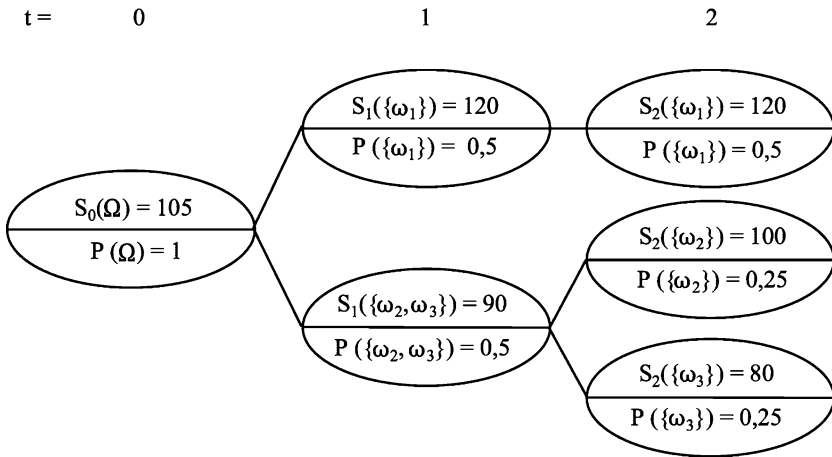 t = 0 1 2
S₁({ω₁}) = 120
P ({ω₁}) = 0,5
S₂({ω₁}) = 120
P ({ω₁}) = 0,5
S₀(Ω) = 105
P (Ω) = 1
S₂({ω₂}) = 100
P ({ω₂}) = 0,25
S₁({ω₂,ω₃}) = 90
P ({ω₂,ω₃}) = 0,5
S₂({ω₃}) = 80
P ({ω₃}) = 0,25